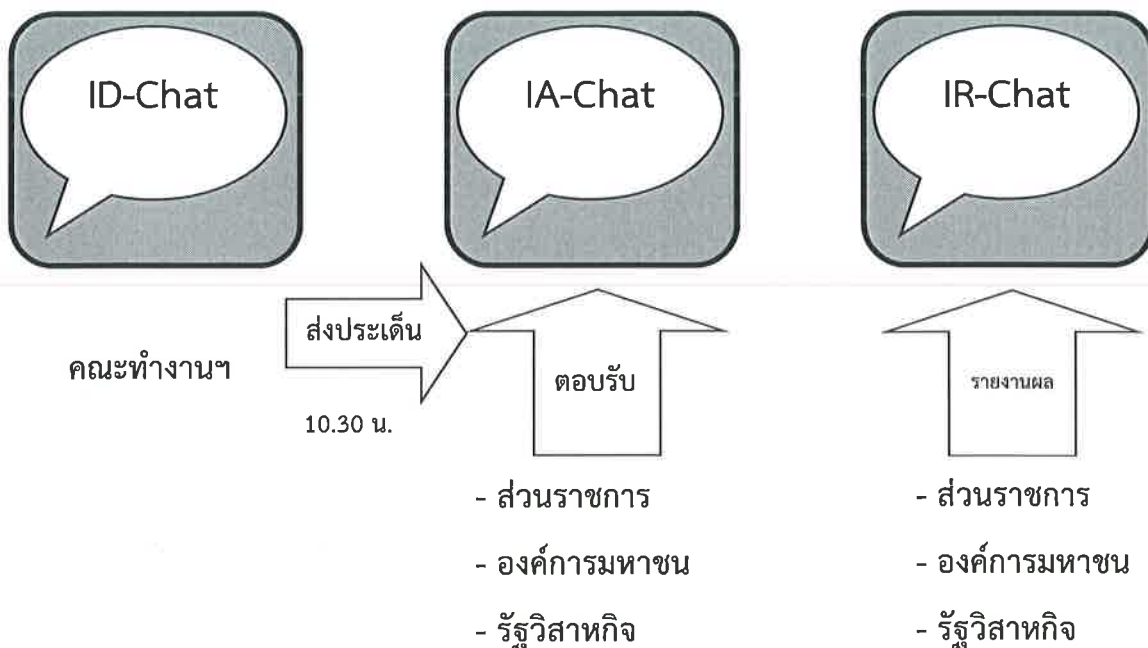 ID-Chat
IA-Chat
IR-Chat
คณะทำงานฯ
ส่งประเด็น
10.30 น.
ตอบรับ
รายงานผล
- ส่วนราชการ
- องค์การมหาชน
- รัฐวิสาหกิจ
- ส่วนราชการ
- องค์การมหาชน
- รัฐวิสาหกิจ